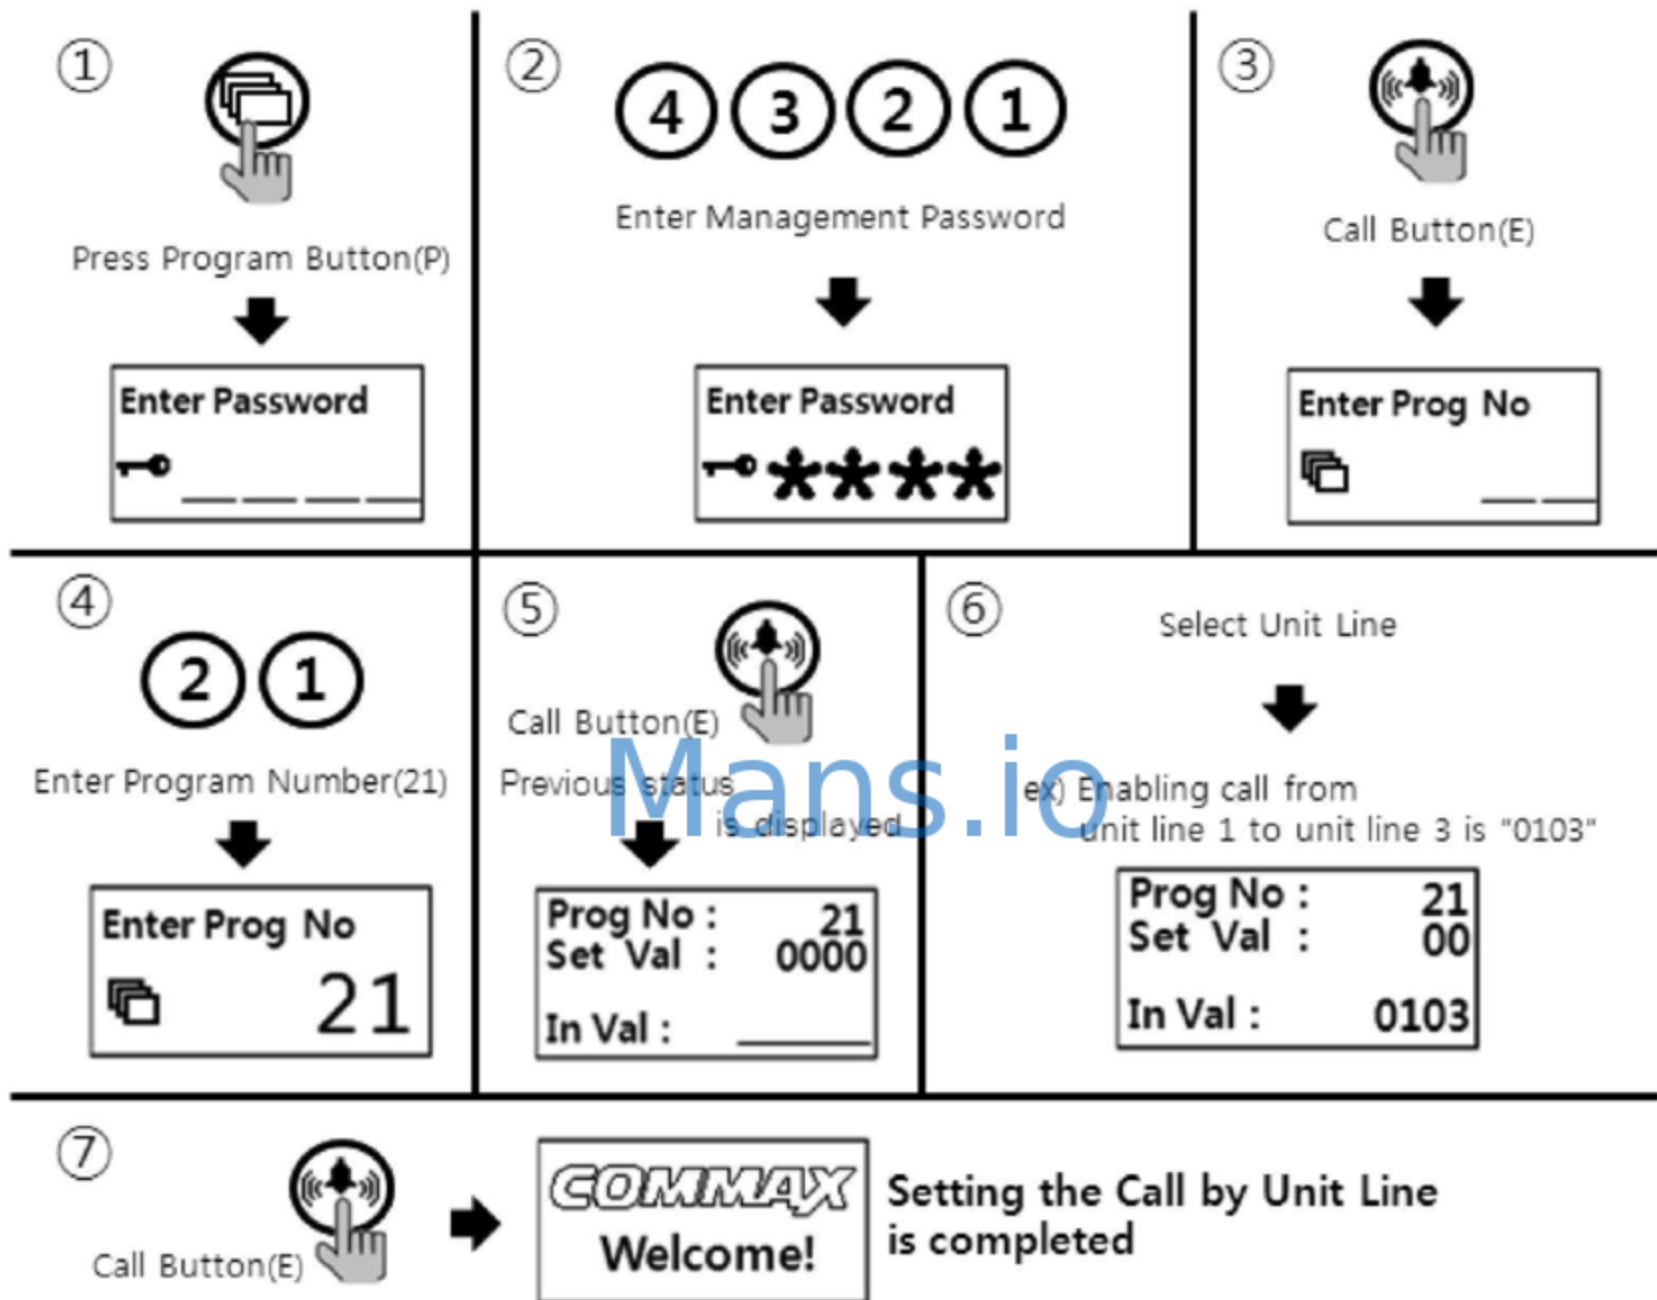 ①
Press Program Button(P)
Enter Password
②
4 3 2 1
Enter Management Password
Enter Password
③
Call Button(E)
Enter Prog No
④
2 1
Enter Program Number(21)
Enter Prog No
21
⑤
Call Button(E)
Previous status
is displayed
Prog No : 21
Set Val : 0000
In Val :
⑥
Select Unit Line
ex) Enabling call from
unit line 1 to unit line 3 is "0103"
Prog No : 21
Set Val : 00
In Val : 0103
Mans.io
⑦
Call Button(E)
COMMAX
Welcome!
Setting the Call by Unit Line
is completed